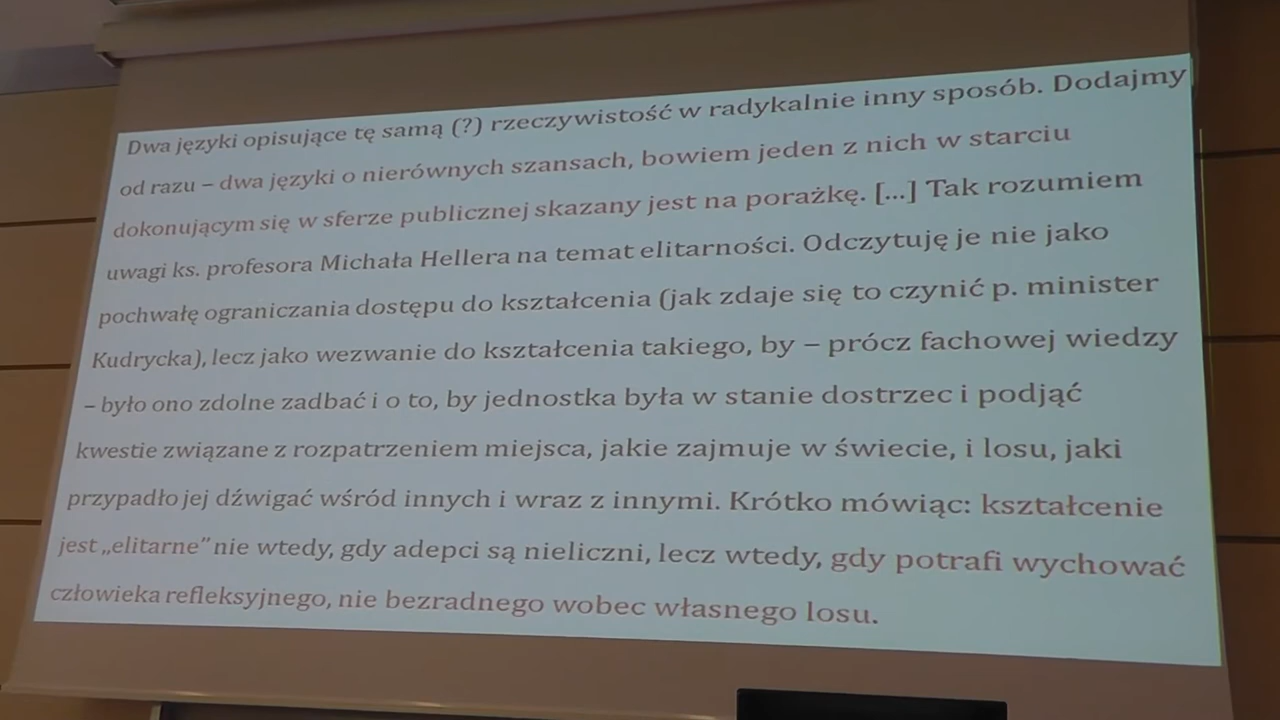 Dwa języki opisujące tę samą (?) rzeczywistość w radykalnie inny sposób. Dodajmy
od razu – dwa języki o nierównych szansach, bowiem jeden z nich w starciu
dokonującym się w sferze publicznej skazany jest na porażkę. [...] Tak rozumiem
uwagi ks. profesora Michała Hellera na temat elitarności. Odczytuję je nie jako
pochwałę ograniczania dostępu do kształcenia (jak zdaje się to czynić p. minister
Kudrycka), lecz jako wezwanie do kształcenia takiego, by – prócz fachowej wiedzy
– było ono zdolne zadbać i o to, by jednostka była w stanie dostrzec i podjąć
kwestie związane z rozpatrzeniem miejsca, jakie zajmuje w świecie, i losu, jaki
przypadło jej dźwigać wśród innych i wraz z innymi. Krótko mówiąc: kształcenie
jest „elitarne” nie wtedy, gdy adepci są nieliczni, lecz wtedy, gdy potrafi wychować
człowieka refleksyjnego, nie bezradnego wobec własnego losu.